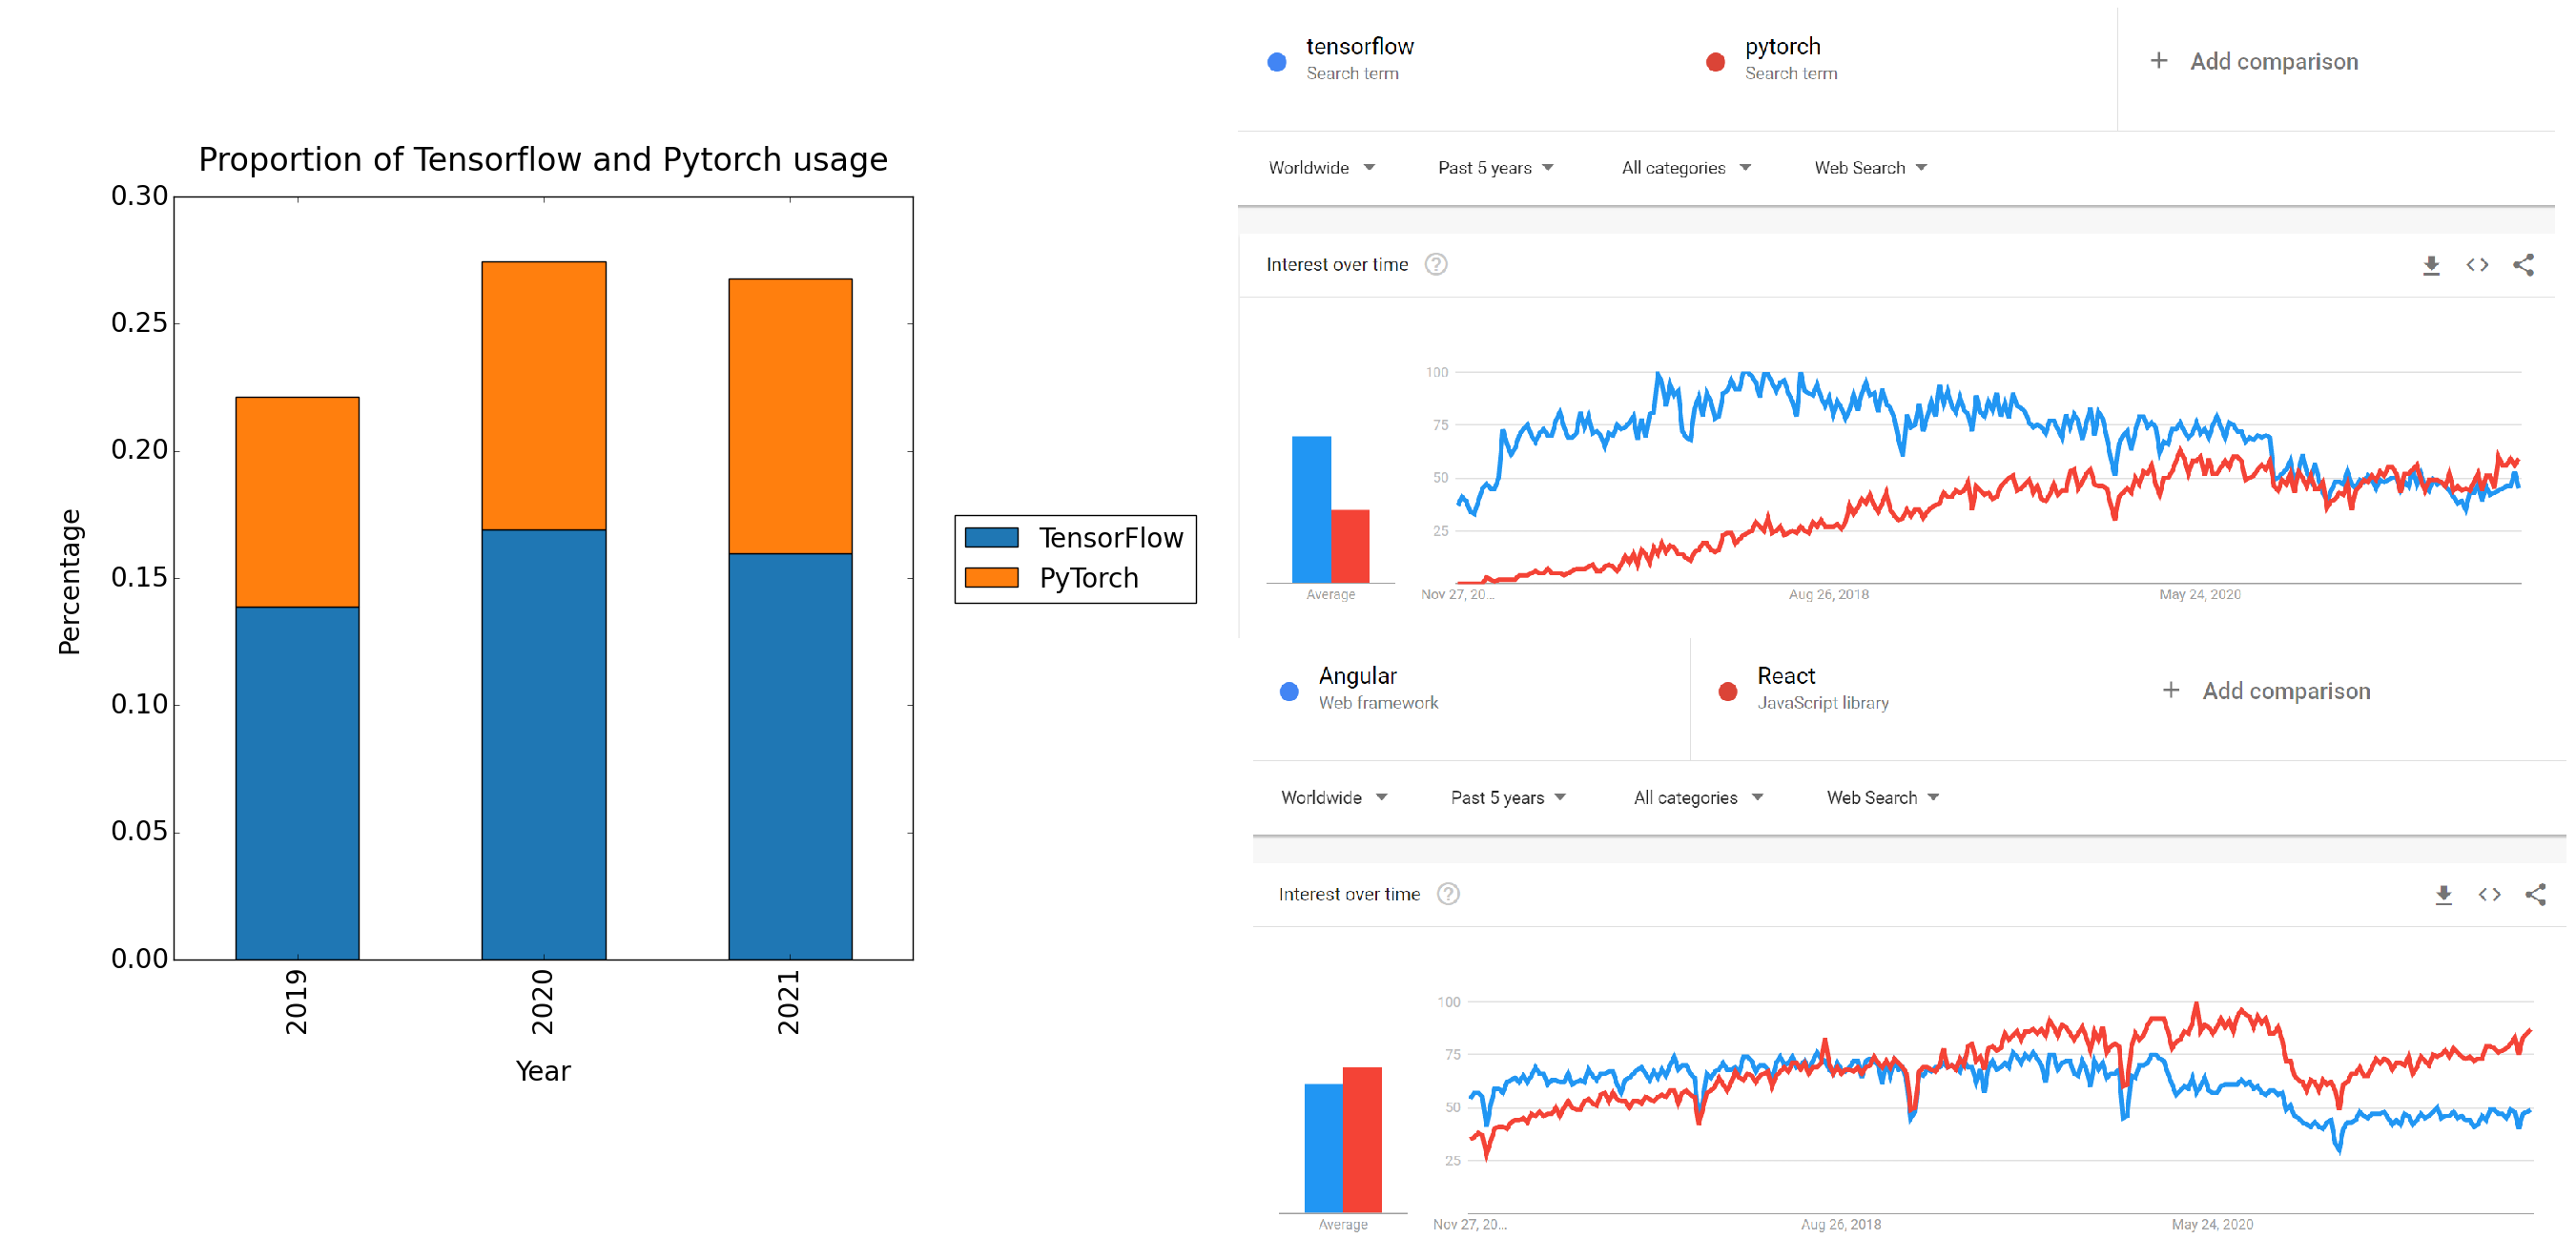 Proportion of Tensorflow and Pytorch usage
0.30
0.25
0.20
0.15
0.10
0.05
0.00
Percentage
2019
2020
2021
Year
TensorFlow
PyTorch
tensorflow
Search term
pytorch
Search term
+ Add comparison
Worldwide
Past 5 years
All categories
Web Search
Interest over time
?
<>
100
75
50
25
Average
Nov 27, 20...
Aug 26, 2018
May 24, 2020
Angular
Web framework
React
JavaScript library
+ Add comparison
Worldwide
Past 5 years
All categories
Web Search
Interest over time
?
<>
100
75
50
25
Average
Nov 27, 20...
Aug 26, 2018
May 24, 2020